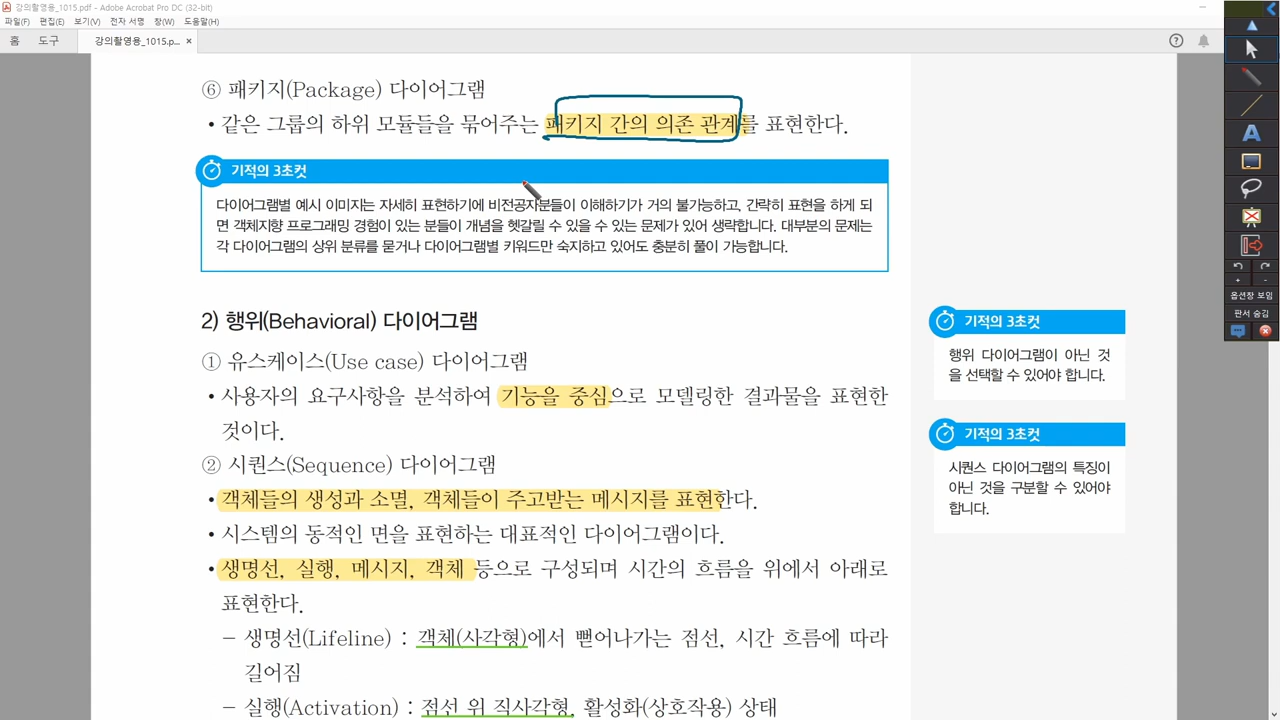 강의촬영용_1015.pdf - Adobe Acrobat Pro DC (32-bit)
파일(F) 편집(E) 보기(V) 전자 서명 창(W) 도움말(H)
홈 도구 강의촬영용_1015.p... ×
⑥ 패키지(Package) 다이어그램
• 같은 그룹의 하위 모듈들을 묶어주는 패키지 간의 의존 관계를 표현한다.
기적의 3초컷
다이어그램별 예시 이미지는 자세히 표현하기에 비전공자분들이 이해하기가 거의 불가능하고, 간략히 표현을 하게 되
면 객체지향 프로그래밍 경험이 있는 분들이 개념을 헷갈릴 수 있을 수 있는 문제가 있어 생략합니다. 대부분의 문제는
각 다이어그램의 상위 분류를 묻거나 다이어그램별 키워드만 숙지하고 있어도 충분히 풀이 가능합니다.
2) 행위(Behavioral) 다이어그램
① 유스케이스(Use case) 다이어그램
• 사용자의 요구사항을 분석하여 기능을 중심으로 모델링한 결과물을 표현한
것이다.
② 시퀀스(Sequence) 다이어그램
• 객체들의 생성과 소멸, 객체들이 주고받는 메시지를 표현한다.
• 시스템의 동적인 면을 표현하는 대표적인 다이어그램이다.
• 생명선, 실행, 메시지, 객체 등으로 구성되며 시간의 흐름을 위에서 아래로
표현한다.
– 생명선(Lifeline) : 객체(사각형)에서 뻗어나가는 점선, 시간 흐름에 따라
길어짐
– 실행(Activation) : 점선 위 직사각형, 활성화(상호작용) 상태
기적의 3초컷
행위 다이어그램이 아닌 것
을 선택할 수 있어야 합니다.
기적의 3초컷
시퀀스 다이어그램의 특징이
아닌 것을 구분할 수 있어야
합니다.
A
옵션창 보임
판서 숨김